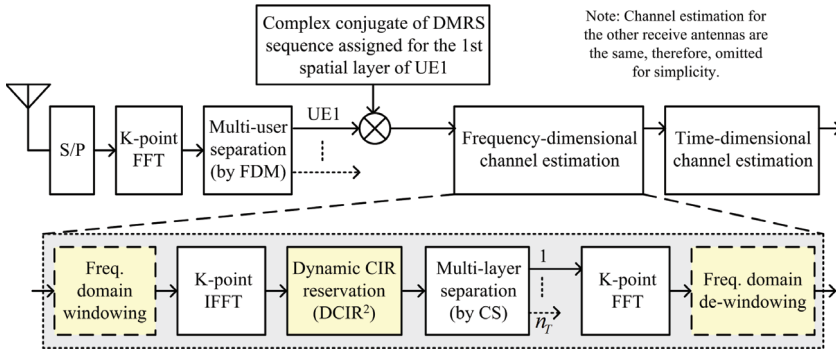 Complex conjugate of DMRS
sequence assigned for the 1st
spatial layer of UE1
Note: Channel estimation for
the other receive antennas are
the same, therefore, omitted
for simplicity.
S/P
K-point
FFT
Multi-user
separation
(by FDM)
UE1
Frequency-dimensional
channel estimation
Time-dimensional
channel estimation
Freq.
domain
windowing
K-point
IFFT
Dynamic CIR
reservation
(DCIR²)
Multi-layer
separation
(by CS)
1
n_T
K-point
FFT
Freq. domain
de-windowing